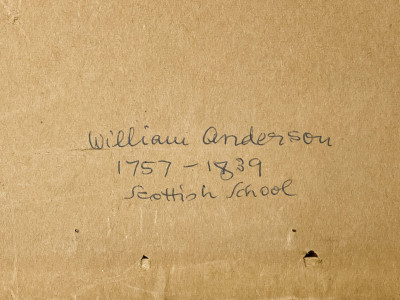 William Anderson
1757 - 1839
Scottish School